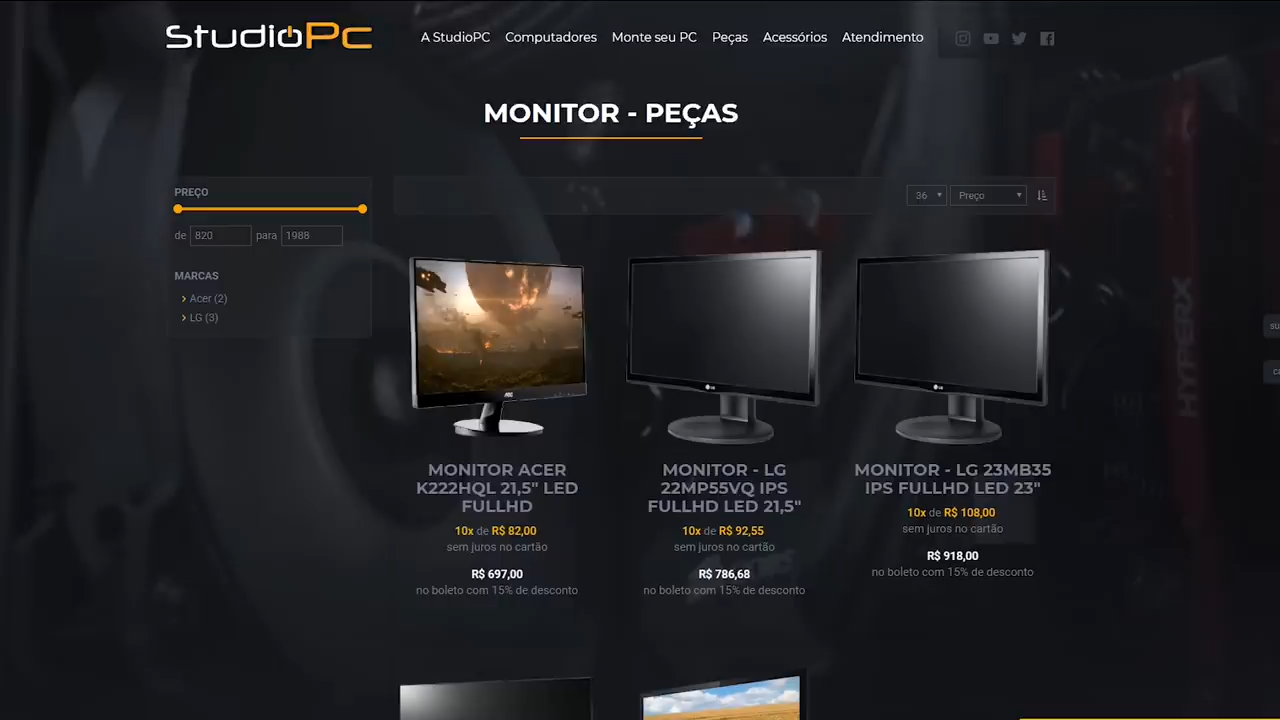 StudioPc
A StudioPC Computadores Monte seu PC Peças Acessórios Atendimento
MONITOR - PEÇAS
PREÇO
de 820 para 1988
MARCAS
Acer (2)
LG (3)
36 Preço
MONITOR ACER
K222HQL 21,5" LED
FULLHD
10x de R$ 82,00
sem juros no cartão
R$ 697,00
no boleto com 15% de desconto
MONITOR - LG
22MP55VQ IPS
FULLHD LED 21,5"
10x de R$ 92,55
sem juros no cartão
R$ 786,68
no boleto com 15% de desconto
MONITOR - LG 23MB35
IPS FULLHD LED 23"
10x de R$ 108,00
sem juros no cartão
R$ 918,00
no boleto com 15% de desconto
HYPERX